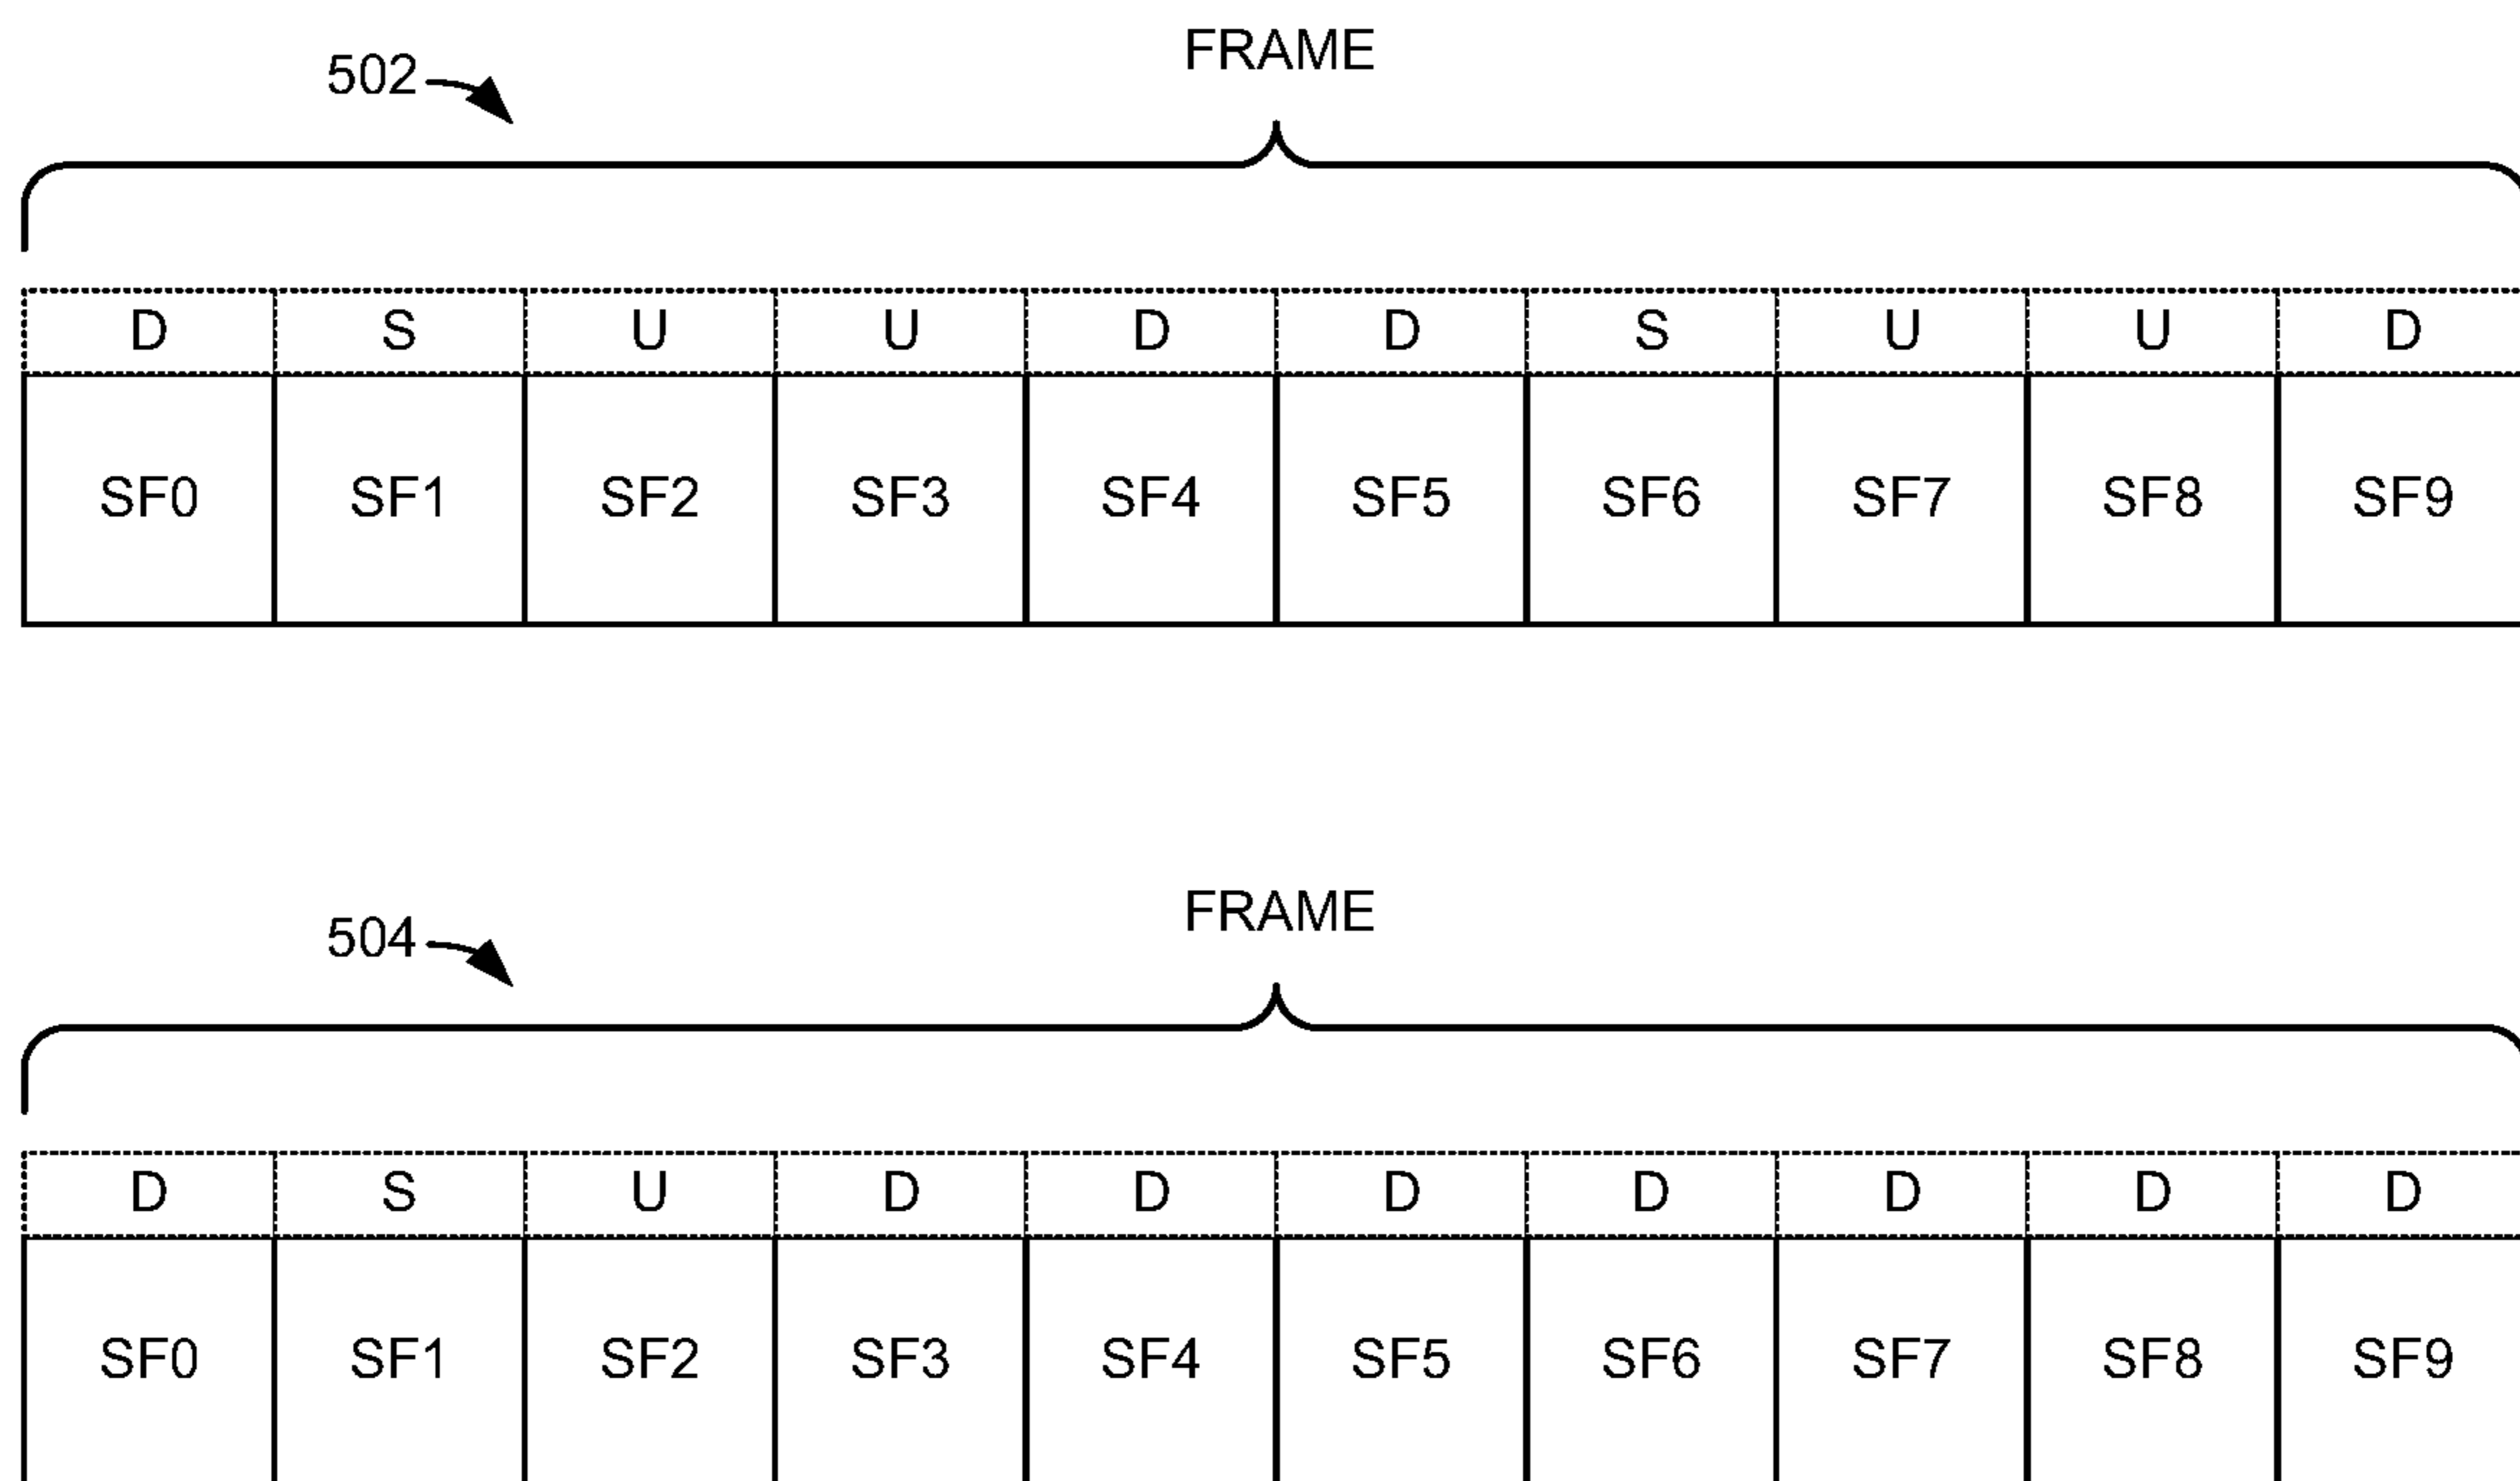 FRAME
502
D S U U D D S U U D
SF0 SF1 SF2 SF3 SF4 SF5 SF6 SF7 SF8 SF9
FRAME
504
D S U D D D D D D D
SF0 SF1 SF2 SF3 SF4 SF5 SF6 SF7 SF8 SF9